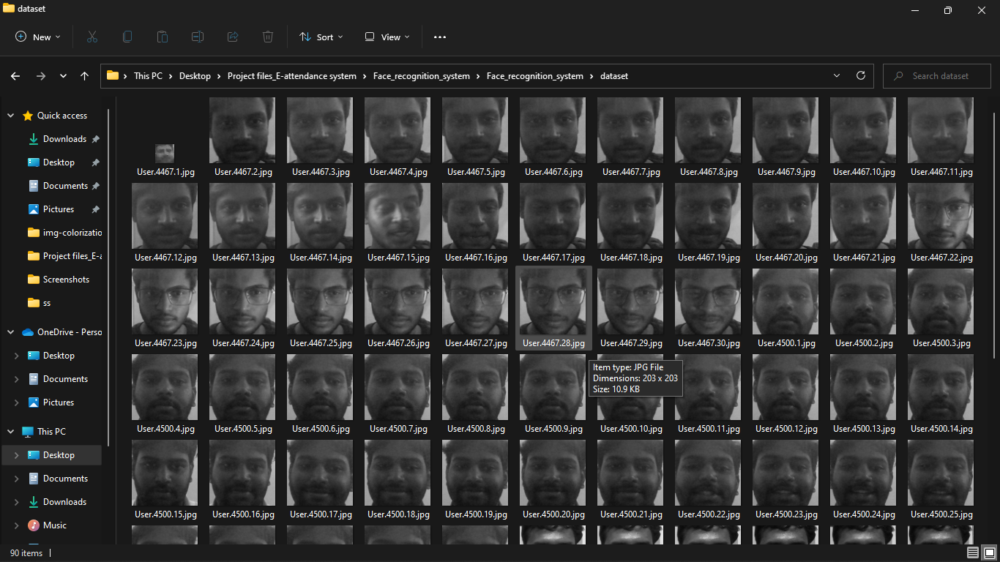 dataset
New
Sort
View
This PC
Desktop
Project files_E-attendance system
Face_recognition_system
Face_recognition_system
dataset
Search dataset
Quick access
Downloads
Desktop
Documents
Pictures
img-colorizatio
Project files_E-a
Screenshots
ss
OneDrive - Perso
Desktop
Documents
Pictures
This PC
Desktop
Documents
Downloads
Music
User.4467.1.jpg User.4467.2.jpg User.4467.3.jpg User.4467.4.jpg User.4467.5.jpg User.4467.6.jpg User.4467.7.jpg User.4467.8.jpg User.4467.9.jpg User.4467.10.jpg User.4467.11.jpg
User.4467.12.jpg User.4467.13.jpg User.4467.14.jpg User.4467.15.jpg User.4467.16.jpg User.4467.17.jpg User.4467.18.jpg User.4467.19.jpg User.4467.20.jpg User.4467.21.jpg User.4467.22.jpg
User.4467.23.jpg User.4467.24.jpg User.4467.25.jpg User.4467.26.jpg User.4467.27.jpg User.4467.28.jpg User.4467.29.jpg User.4467.30.jpg User.4500.1.jpg User.4500.2.jpg User.4500.3.jpg
Item type: JPG File
Dimensions: 203 x 203
Size: 10.9 KB
User.4500.4.jpg User.4500.5.jpg User.4500.6.jpg User.4500.7.jpg User.4500.8.jpg User.4500.9.jpg User.4500.10.jpg User.4500.11.jpg User.4500.12.jpg User.4500.13.jpg User.4500.14.jpg
User.4500.15.jpg User.4500.16.jpg User.4500.17.jpg User.4500.18.jpg User.4500.19.jpg User.4500.20.jpg User.4500.21.jpg User.4500.22.jpg User.4500.23.jpg User.4500.24.jpg User.4500.25.jpg
90 items